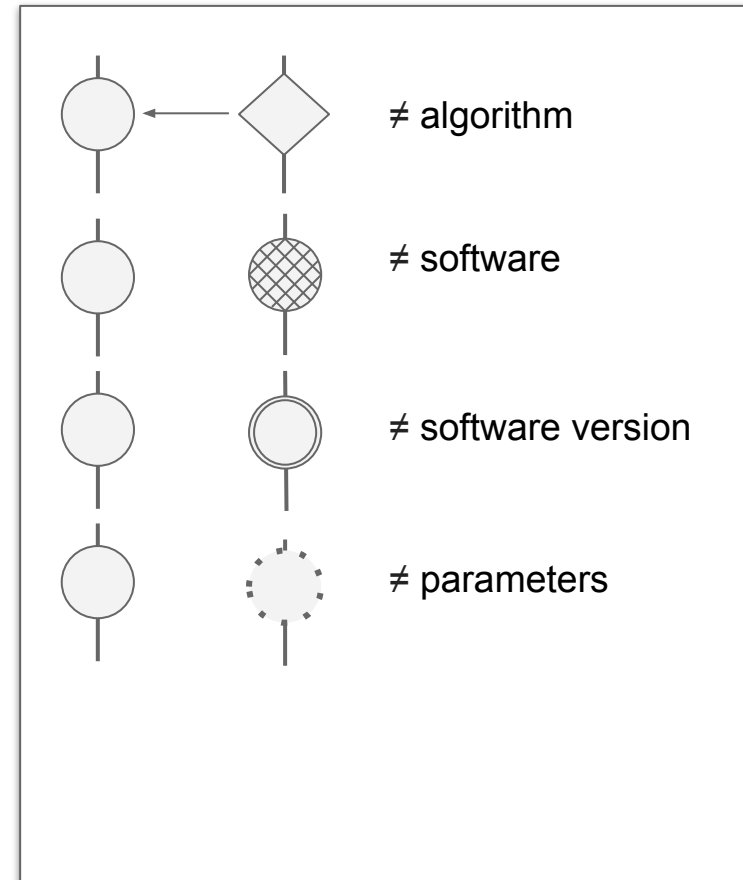 ≠ algorithm
≠ software
≠ software version
≠ parameters